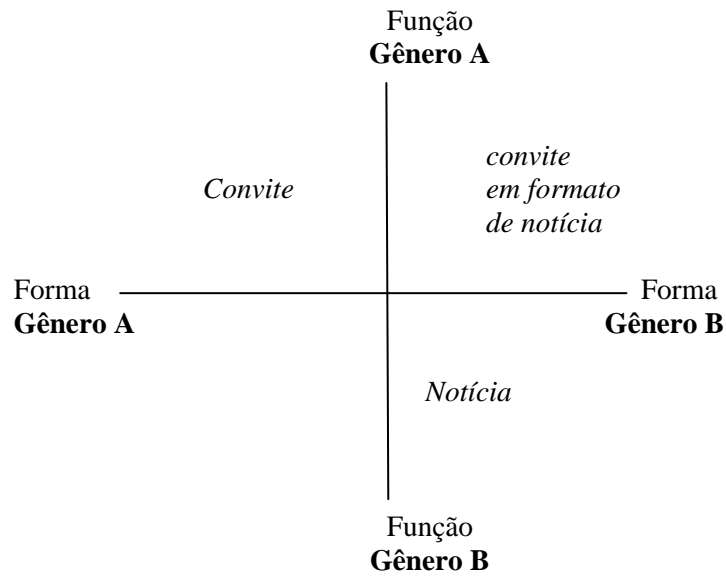 Função
Gênero A
Convite
convite
em formato
de notícia
Forma
Gênero A
Forma
Gênero B
Notícia
Função
Gênero B